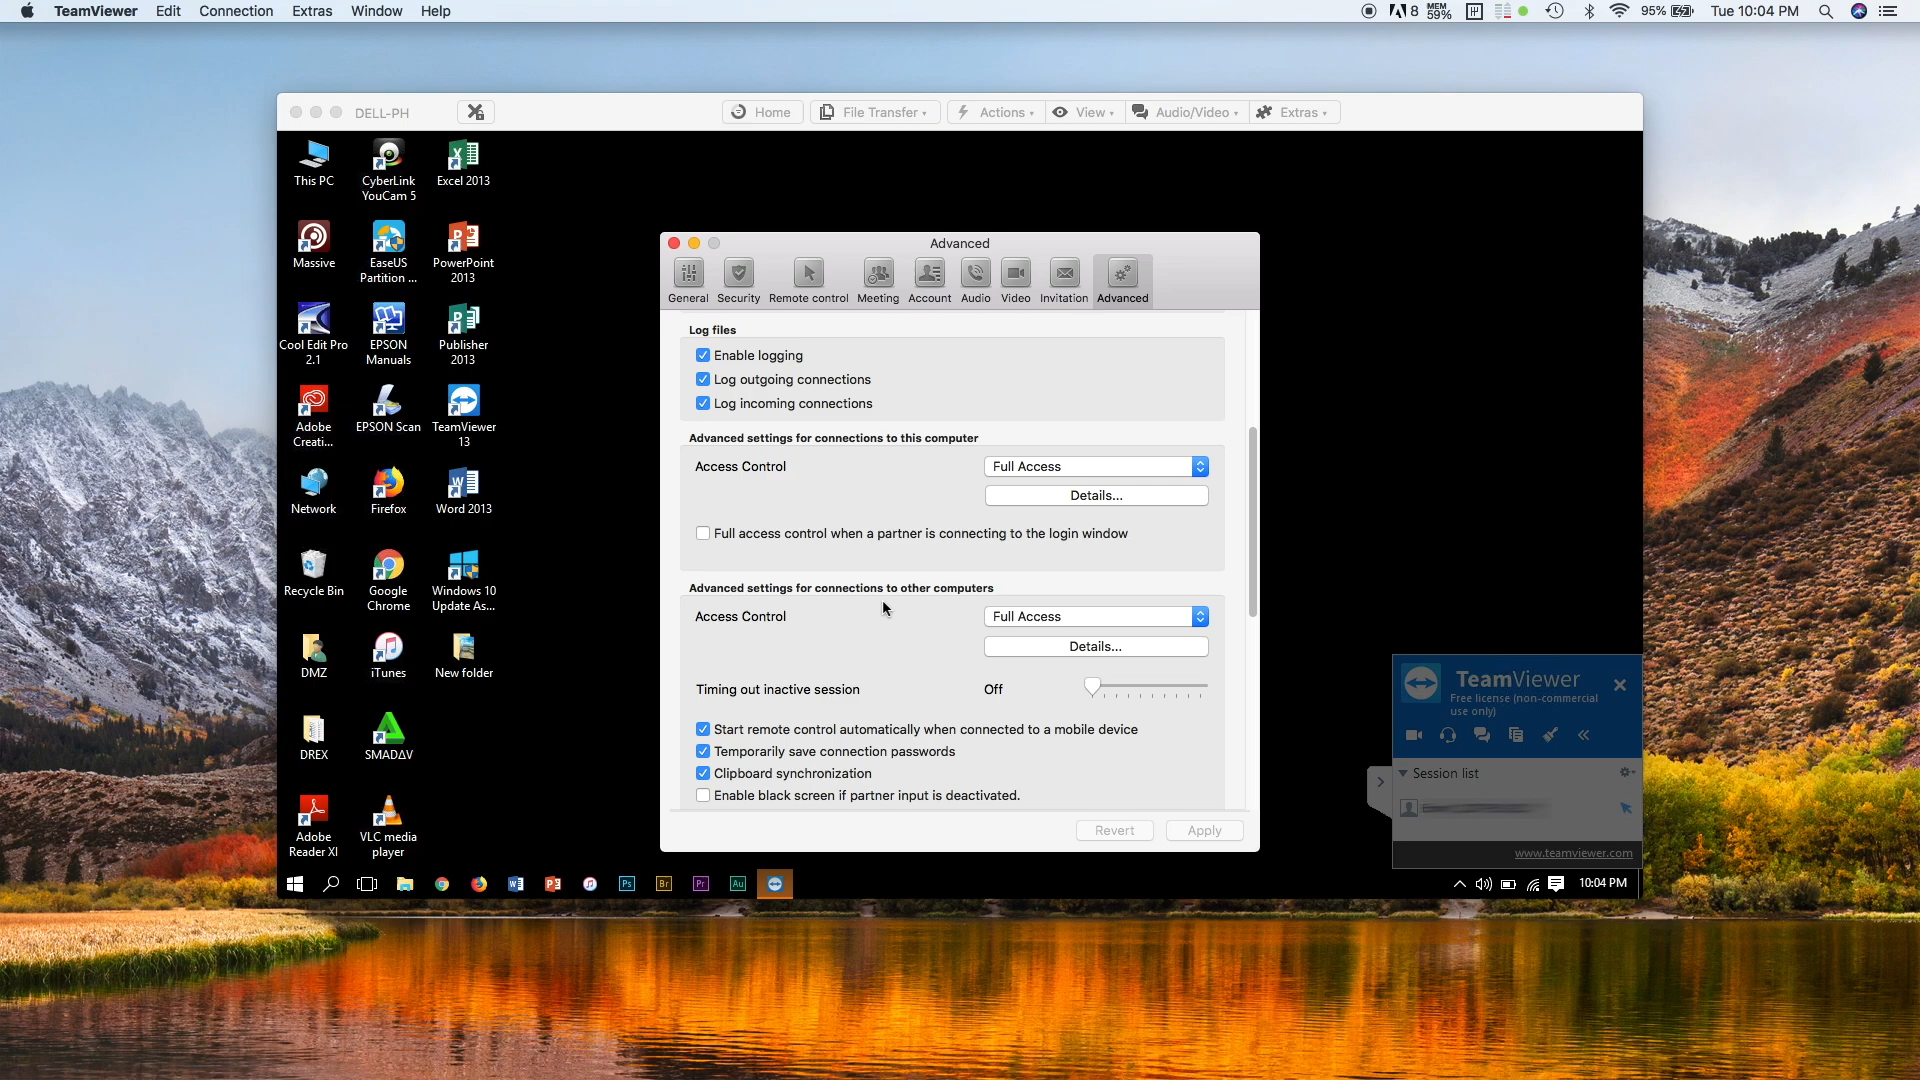 TeamViewer Edit Connection Extras Window Help
8 MEM 59% 95% Tue 10:04 PM
DELL-PH Home File Transfer Actions View Audio/Video Extras
This PC
CyberLink
YouCam 5
Excel 2013
Massive
EaseUS
Partition ...
PowerPoint
2013
Cool Edit Pro
2.1
EPSON
Manuals
Publisher
2013
Adobe
Creati...
EPSON Scan
TeamViewer
13
Network
Firefox
Word 2013
Recycle Bin
Google
Chrome
Windows 10
Update As...
DMZ
iTunes
New folder
DREX
SMADΔV
Adobe
Reader XI
VLC media
player
Advanced
General Security Remote control Meeting Account Audio Video Invitation Advanced
Log files
Enable logging
Log outgoing connections
Log incoming connections
Advanced settings for connections to this computer
Access Control Full Access
Details...
Full access control when a partner is connecting to the login window
Advanced settings for connections to other computers
Access Control Full Access
Details...
Timing out inactive session Off
Start remote control automatically when connected to a mobile device
Temporarily save connection passwords
Clipboard synchronization
Enable black screen if partner input is deactivated.
Revert Apply
TeamViewer
Free license (non-commercial
use only)
Session list
www.teamviewer.com
Ps Br Pr Au
10:04 PM